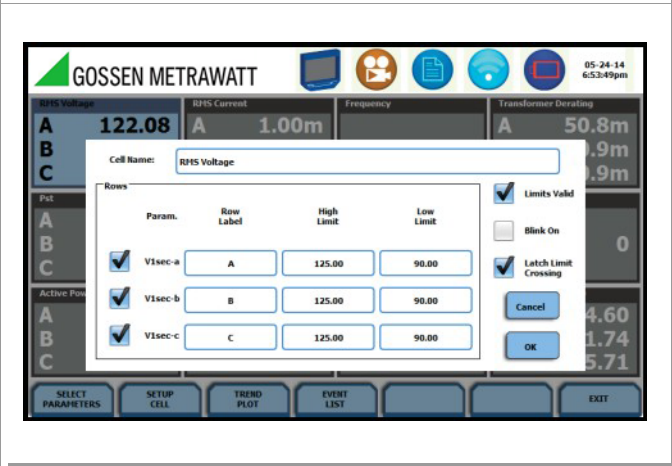 GOSSEN METRAWATT
05-24-14
6:53:49pm
RMS Voltage
RMS Current
Frequency
Transformer Derating
A 122.08
A 1.00m
A 50.8m
B
.9m
C
.9m
Cell Name: RMS Voltage
Rows
Limits Valid
Pst
Param.
Row Label
High Limit
Low Limit
A
Blink On
B
0
C
V1sec-a
A
125.00
90.00
Latch Limit Crossing
Active Pow
V1sec-b
B
125.00
90.00
Cancel
A
4.60
B
V1sec-c
C
125.00
90.00
OK
1.74
C
5.71
SELECT PARAMETERS
SETUP CELL
TREND PLOT
EVENT LIST
EXIT